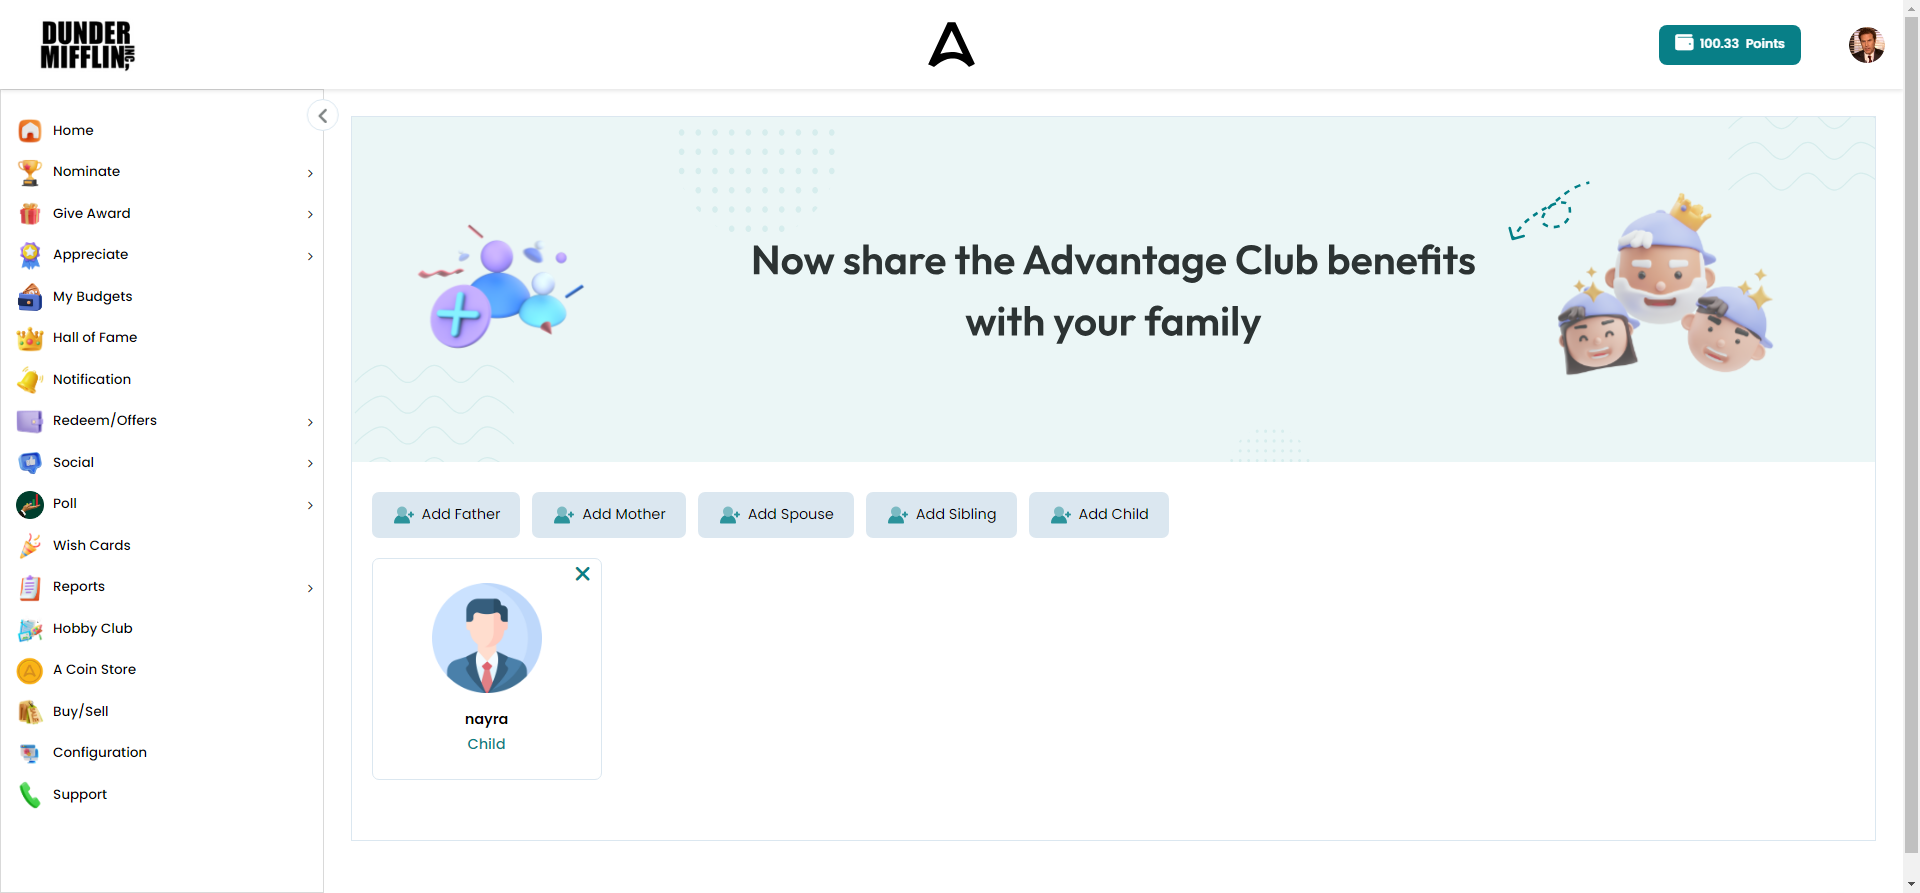 DUNDER
MIFFLIN INC,
100.33 Points
Home
Nominate
Give Award
Appreciate
My Budgets
Hall of Fame
Notification
Redeem/Offers
Social
Poll
Wish Cards
Reports
Hobby Club
A Coin Store
Buy/Sell
Configuration
Support
Now share the Advantage Club benefits
with your family
Add Father
Add Mother
Add Spouse
Add Sibling
Add Child
nayra
Child